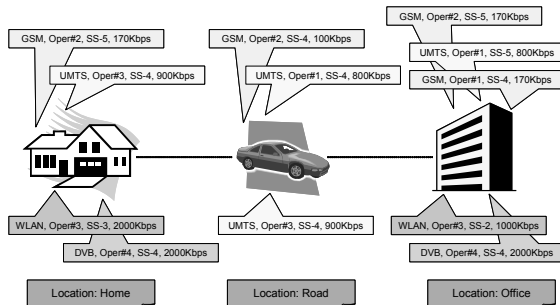 GSM, Oper#2, SS-5, 170Kbps
UMTS, Oper#3, SS-4, 900Kbps
WLAN, Oper#3, SS-3, 2000Kbps
DVB, Oper#4, SS-4, 2000Kbps
Location: Home
GSM, Oper#2, SS-4, 100Kbps
UMTS, Oper#1, SS-4, 800Kbps
UMTS, Oper#3, SS-4, 900Kbps
Location: Road
GSM, Oper#2, SS-5, 170Kbps
UMTS, Oper#1, SS-5, 800Kbps
GSM, Oper#1, SS-4, 170Kbps
WLAN, Oper#3, SS-2, 1000Kbps
DVB, Oper#4, SS-4, 2000Kbps
Location: Office